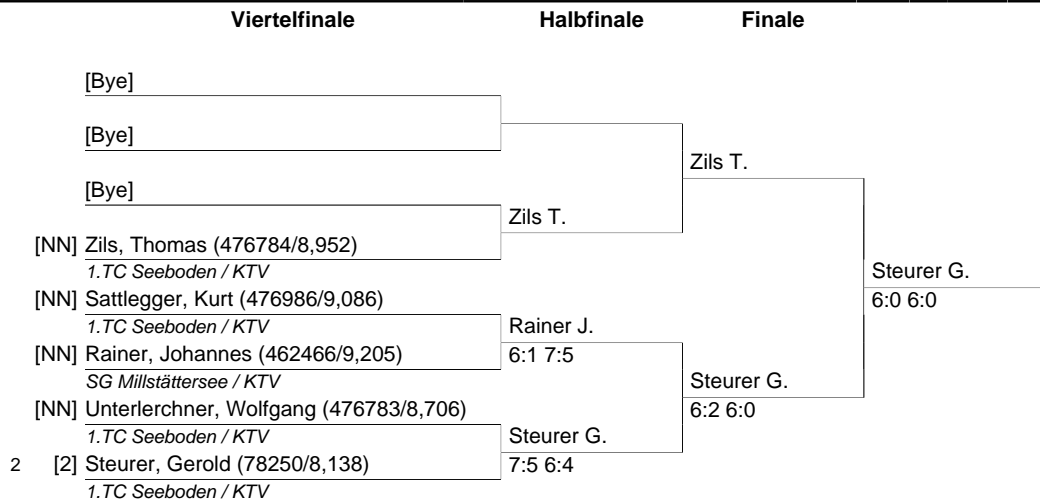 Viertelfinale Halbfinale Finale
[Bye]
[Bye]
Zils T.
[Bye]
Zils T.
[NN] Zils, Thomas (476784/8,952)
1.TC Seeboden / KTV
Steurer G.
[NN] Sattlegger, Kurt (476986/9,086)
6:0 6:0
1.TC Seeboden / KTV
Rainer J.
[NN] Rainer, Johannes (462466/9,205)
6:1 7:5
SG Millstättersee / KTV
Steurer G.
[NN] Unterlerchner, Wolfgang (476783/8,706)
6:2 6:0
1.TC Seeboden / KTV
Steurer G.
2 [2] Steurer, Gerold (78250/8,138)
7:5 6:4
1.TC Seeboden / KTV